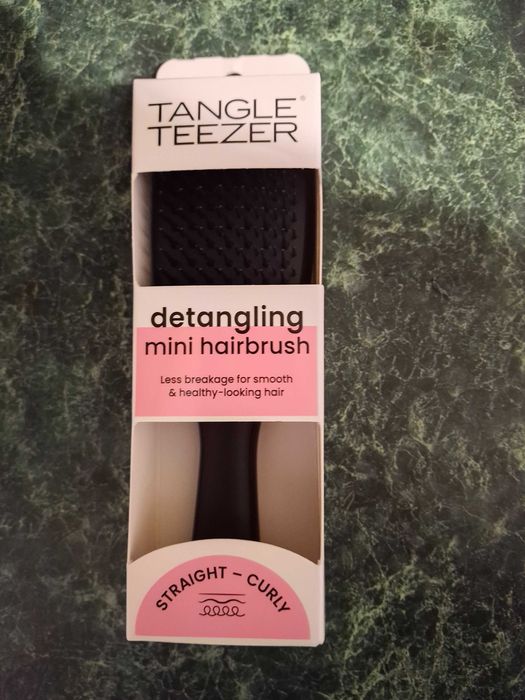 TANGLE
TEEZER®
detangling
mini hairbrush
Less breakage for smooth
& healthy-looking hair
STRAIGHT – CURLY